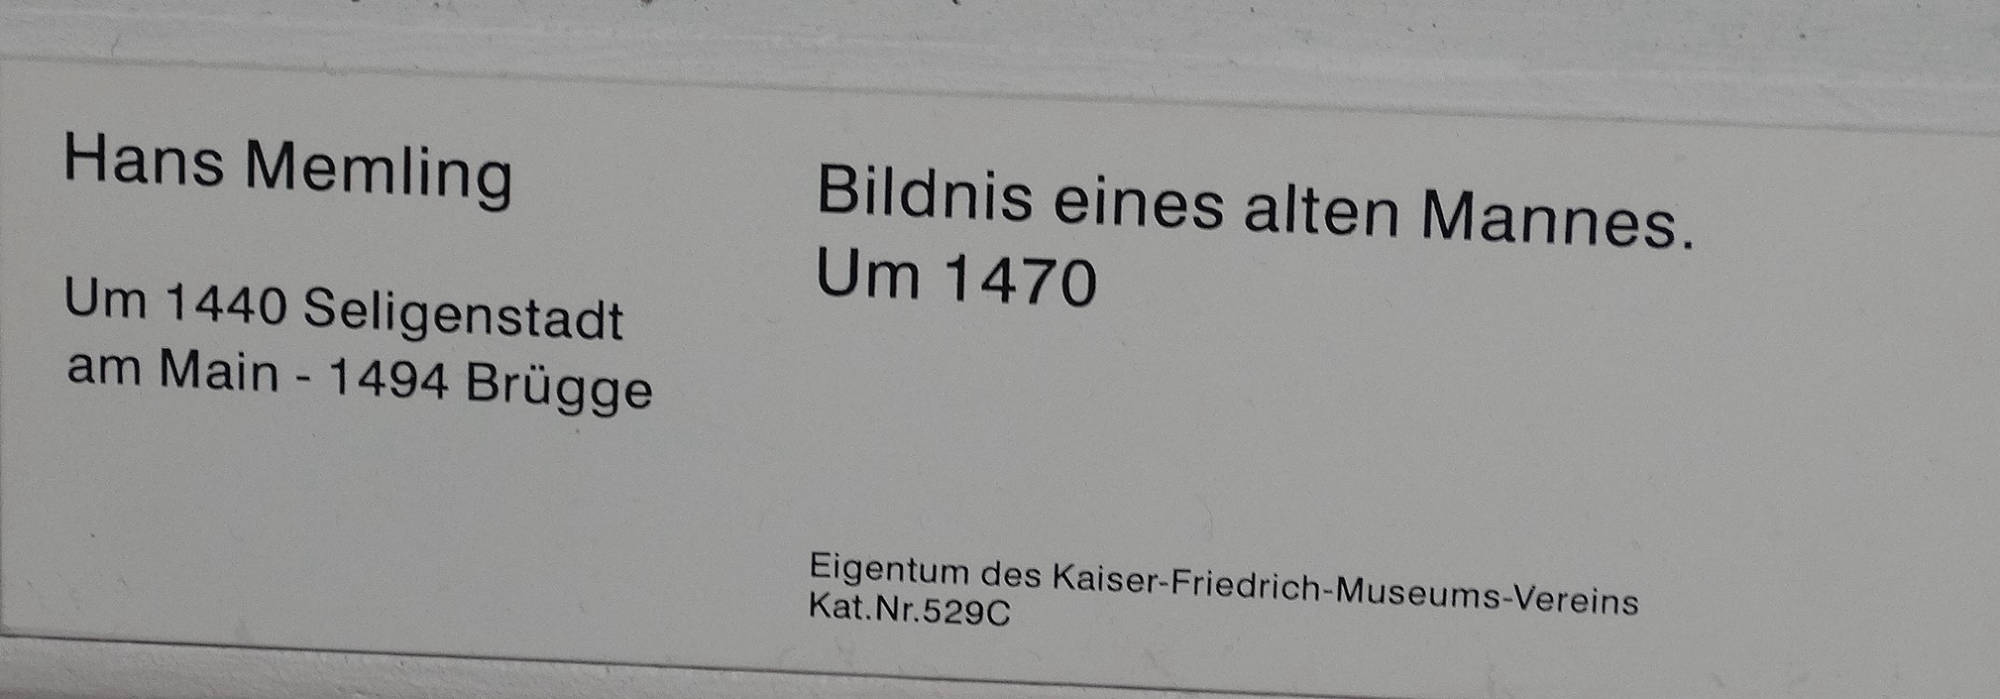 Hans Memling
Um 1440 Seligenstadt
am Main - 1494 Brügge
Bildnis eines alten Mannes.
Um 1470
Eigentum des Kaiser-Friedrich-Museums-Vereins
Kat.Nr.529C